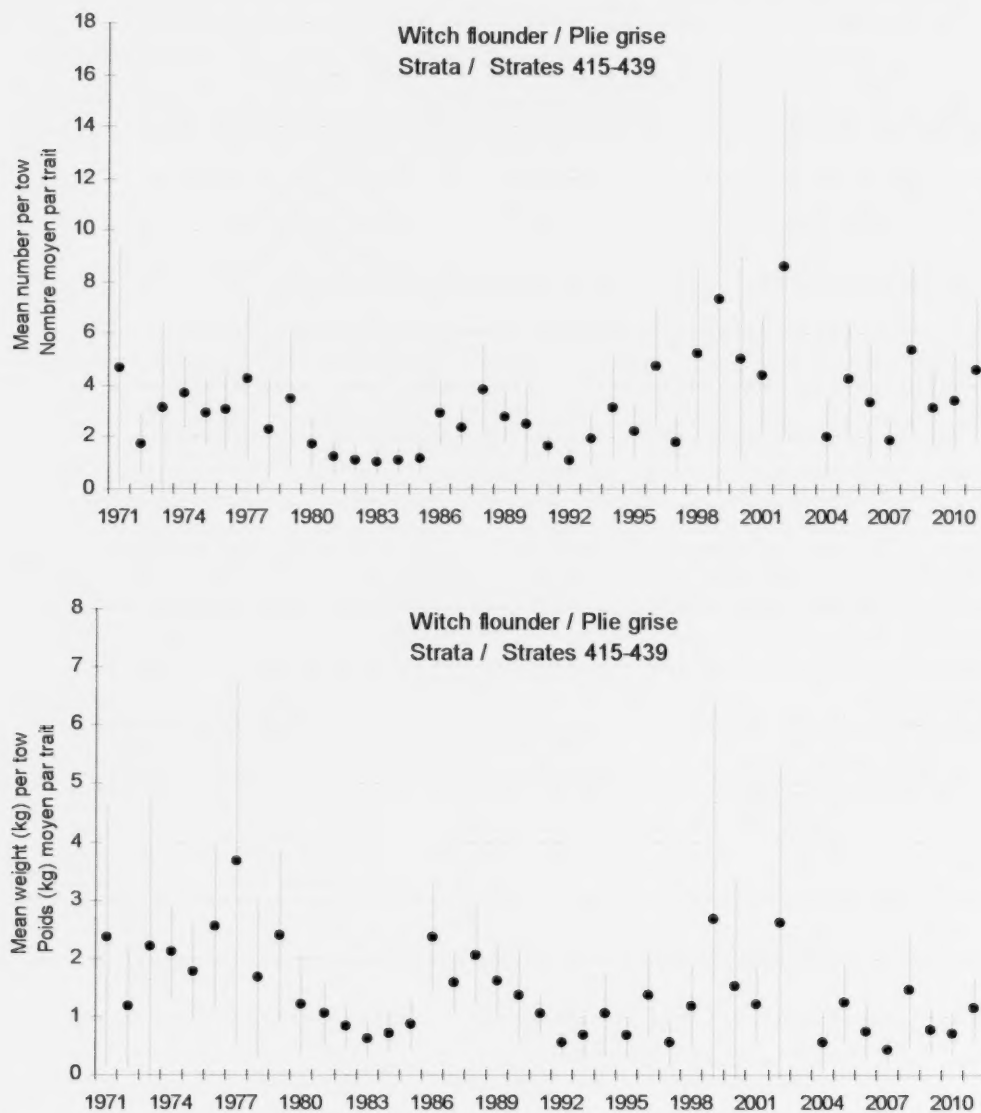 Witch flounder / Plie grise
Strata / Strates 415-439
Mean number per tow
Nombre moyen par trait
18
16
14
12
10
8
6
4
2
0
1971 1974 1977 1980 1983 1986 1989 1992 1995 1998 2001 2004 2007 2010
Witch flounder / Plie grise
Strata / Strates 415-439
Mean weight (kg) per tow
Poids (kg) moyen par trait
8
7
6
5
4
3
2
1
0
1971 1974 1977 1980 1983 1986 1989 1992 1995 1998 2001 2004 2007 2010